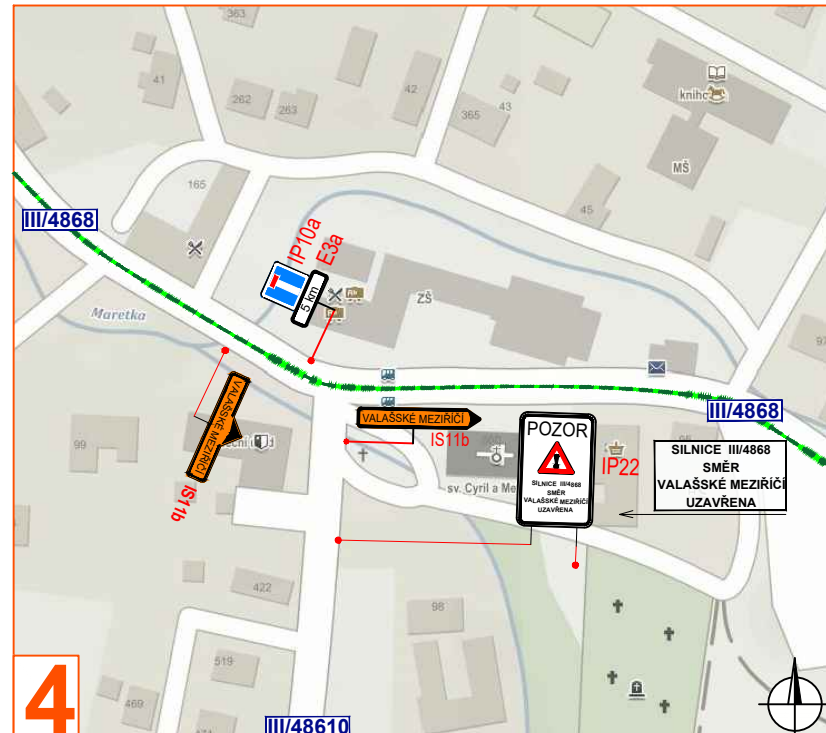 363
41
262
263
42
365
43
knihc
MŠ
165
45
III/4868
IP10a
E3a
5 km
ZŠ
Maretka
97
III/4868
VALAŠSKÉ MEZIŘÍČÍ
IS11b
VALAŠSKÉ MEZIŘÍČÍ
IS11b
99
POZOR
SILNICE III/4868
SMĚR
VALAŠSKÉ MEZIŘÍČÍ
UZAVŘENA
IP22
SILNICE III/4868
SMĚR
VALAŠSKÉ MEZIŘÍČÍ
UZAVŘENA
sv. Cyril a Me
422
98
519
469
4
III/48610